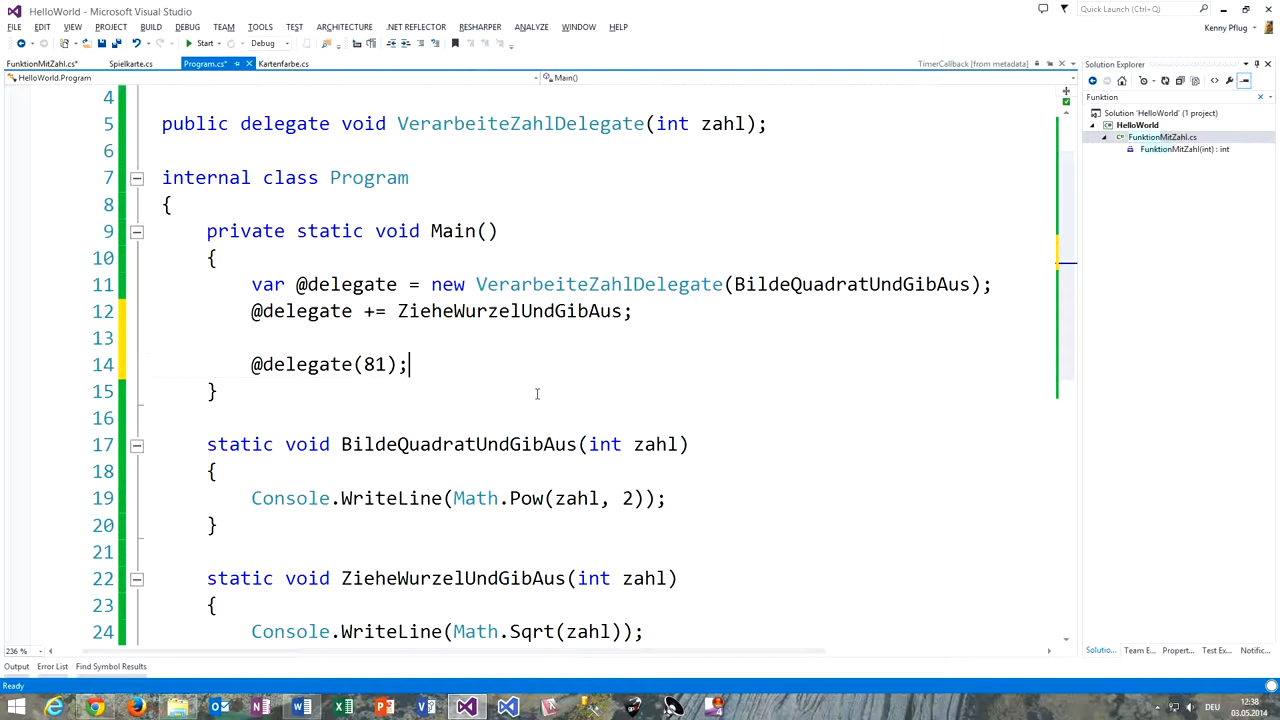 HelloWorld - Microsoft Visual Studio
Quick Launch (Ctrl+Q)
FILE EDIT VIEW PROJECT BUILD DEBUG TEAM TOOLS TEST ARCHITECTURE .NET REFLECTOR RESHARPER ANALYZE WINDOW HELP
Kenny Pflug
Start Debug
FunktionMitZahl.cs* Spielkarte.cs Program.cs* Kartenfarbe.cs TimerCallback [from metadata]
Solution Explorer
HelloWorld.Program Main()
Funktion
Solution 'HelloWorld' (1 project)
HelloWorld
FunktionMitZahl.cs
FunktionMitZahl(int) : int
4
5 public delegate void VerarbeiteZahlDelegate(int zahl);
6
7 internal class Program
8 {
9 private static void Main()
10 {
11 var @delegate = new VerarbeiteZahlDelegate(BildeQuadratUndGibAus);
12 @delegate += ZieheWurzelUndGibAus;
13
14 @delegate(81);
15 }
16
17 static void BildeQuadratUndGibAus(int zahl)
18 {
19 Console.WriteLine(Math.Pow(zahl, 2));
20 }
21
22 static void ZieheWurzelUndGibAus(int zahl)
23 {
24 Console.WriteLine(Math.Sqrt(zahl));
236 %
Solutio... Team E... Propert... Test Ex... Notific...
Output Error List Find Symbol Results
Ready
DEU
12:38
03.05.2014